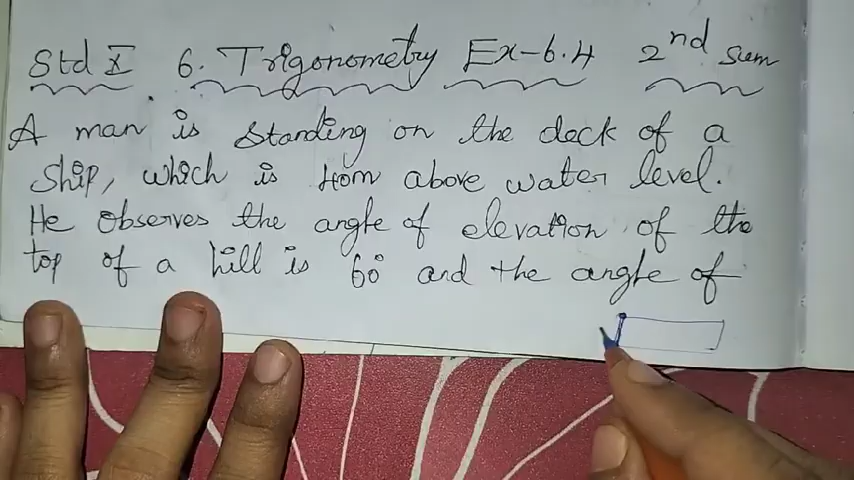 Std X 6. Trigonometry Ex-6.4 2nd sum
A man is standing on the deck of a
ship, which is 40m above water level.
He observes the angle of elevation of the
top of a hill is 60° and the angle of